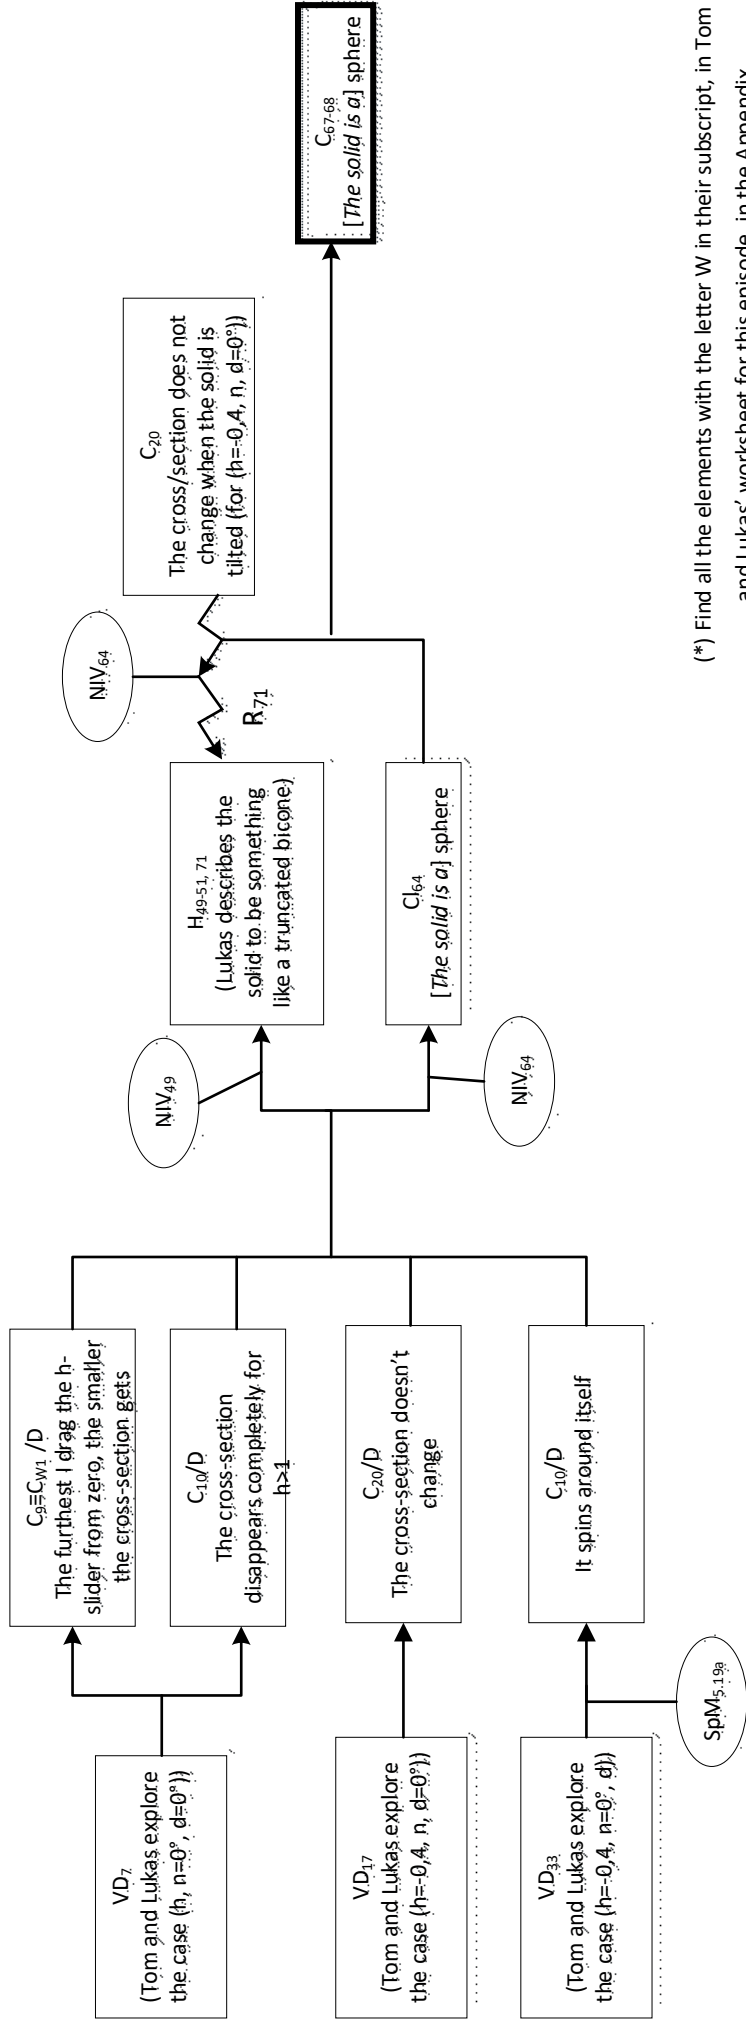 VD7
(Tom and Lukas explore
the case (h, n=0°, d=0°))
VD17
(Tom and Lukas explore
the case (h=-0,4, n, d=0°))
VD33
(Tom and Lukas explore
the case (h=-0,4, n=0°, d))
SpM5.19a
C9≡CW1 /D
The furthest I drag the h-
slider from zero, the smaller
the cross-section gets
C10/D
The cross-section
disappears completely for
h>1
C20/D
The cross-section doesn't
change
C10/D
It spins around itself
NIV49
NIV64
H49-51, 71
(Lukas describes the
solid to be something
like a truncated bicone)
Cl64
[The solid is a] sphere
NIV64
R71
C20
The cross/section does not
change when the solid is
tilted (for (h=-0,4, n, d=0°))
C67-68
[The solid is a] sphere
(*) Find all the elements with the letter W in their subscript, in Tom
and Lukas' worksheet for this episode, in the Appendix